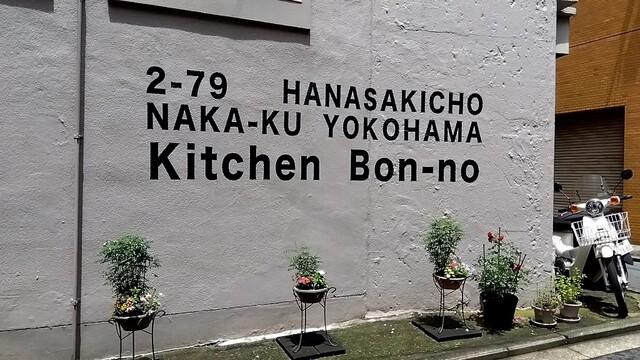 2-79 HANASAKICHO
NAKA-KU YOKOHAMA
Kitchen Bon-no